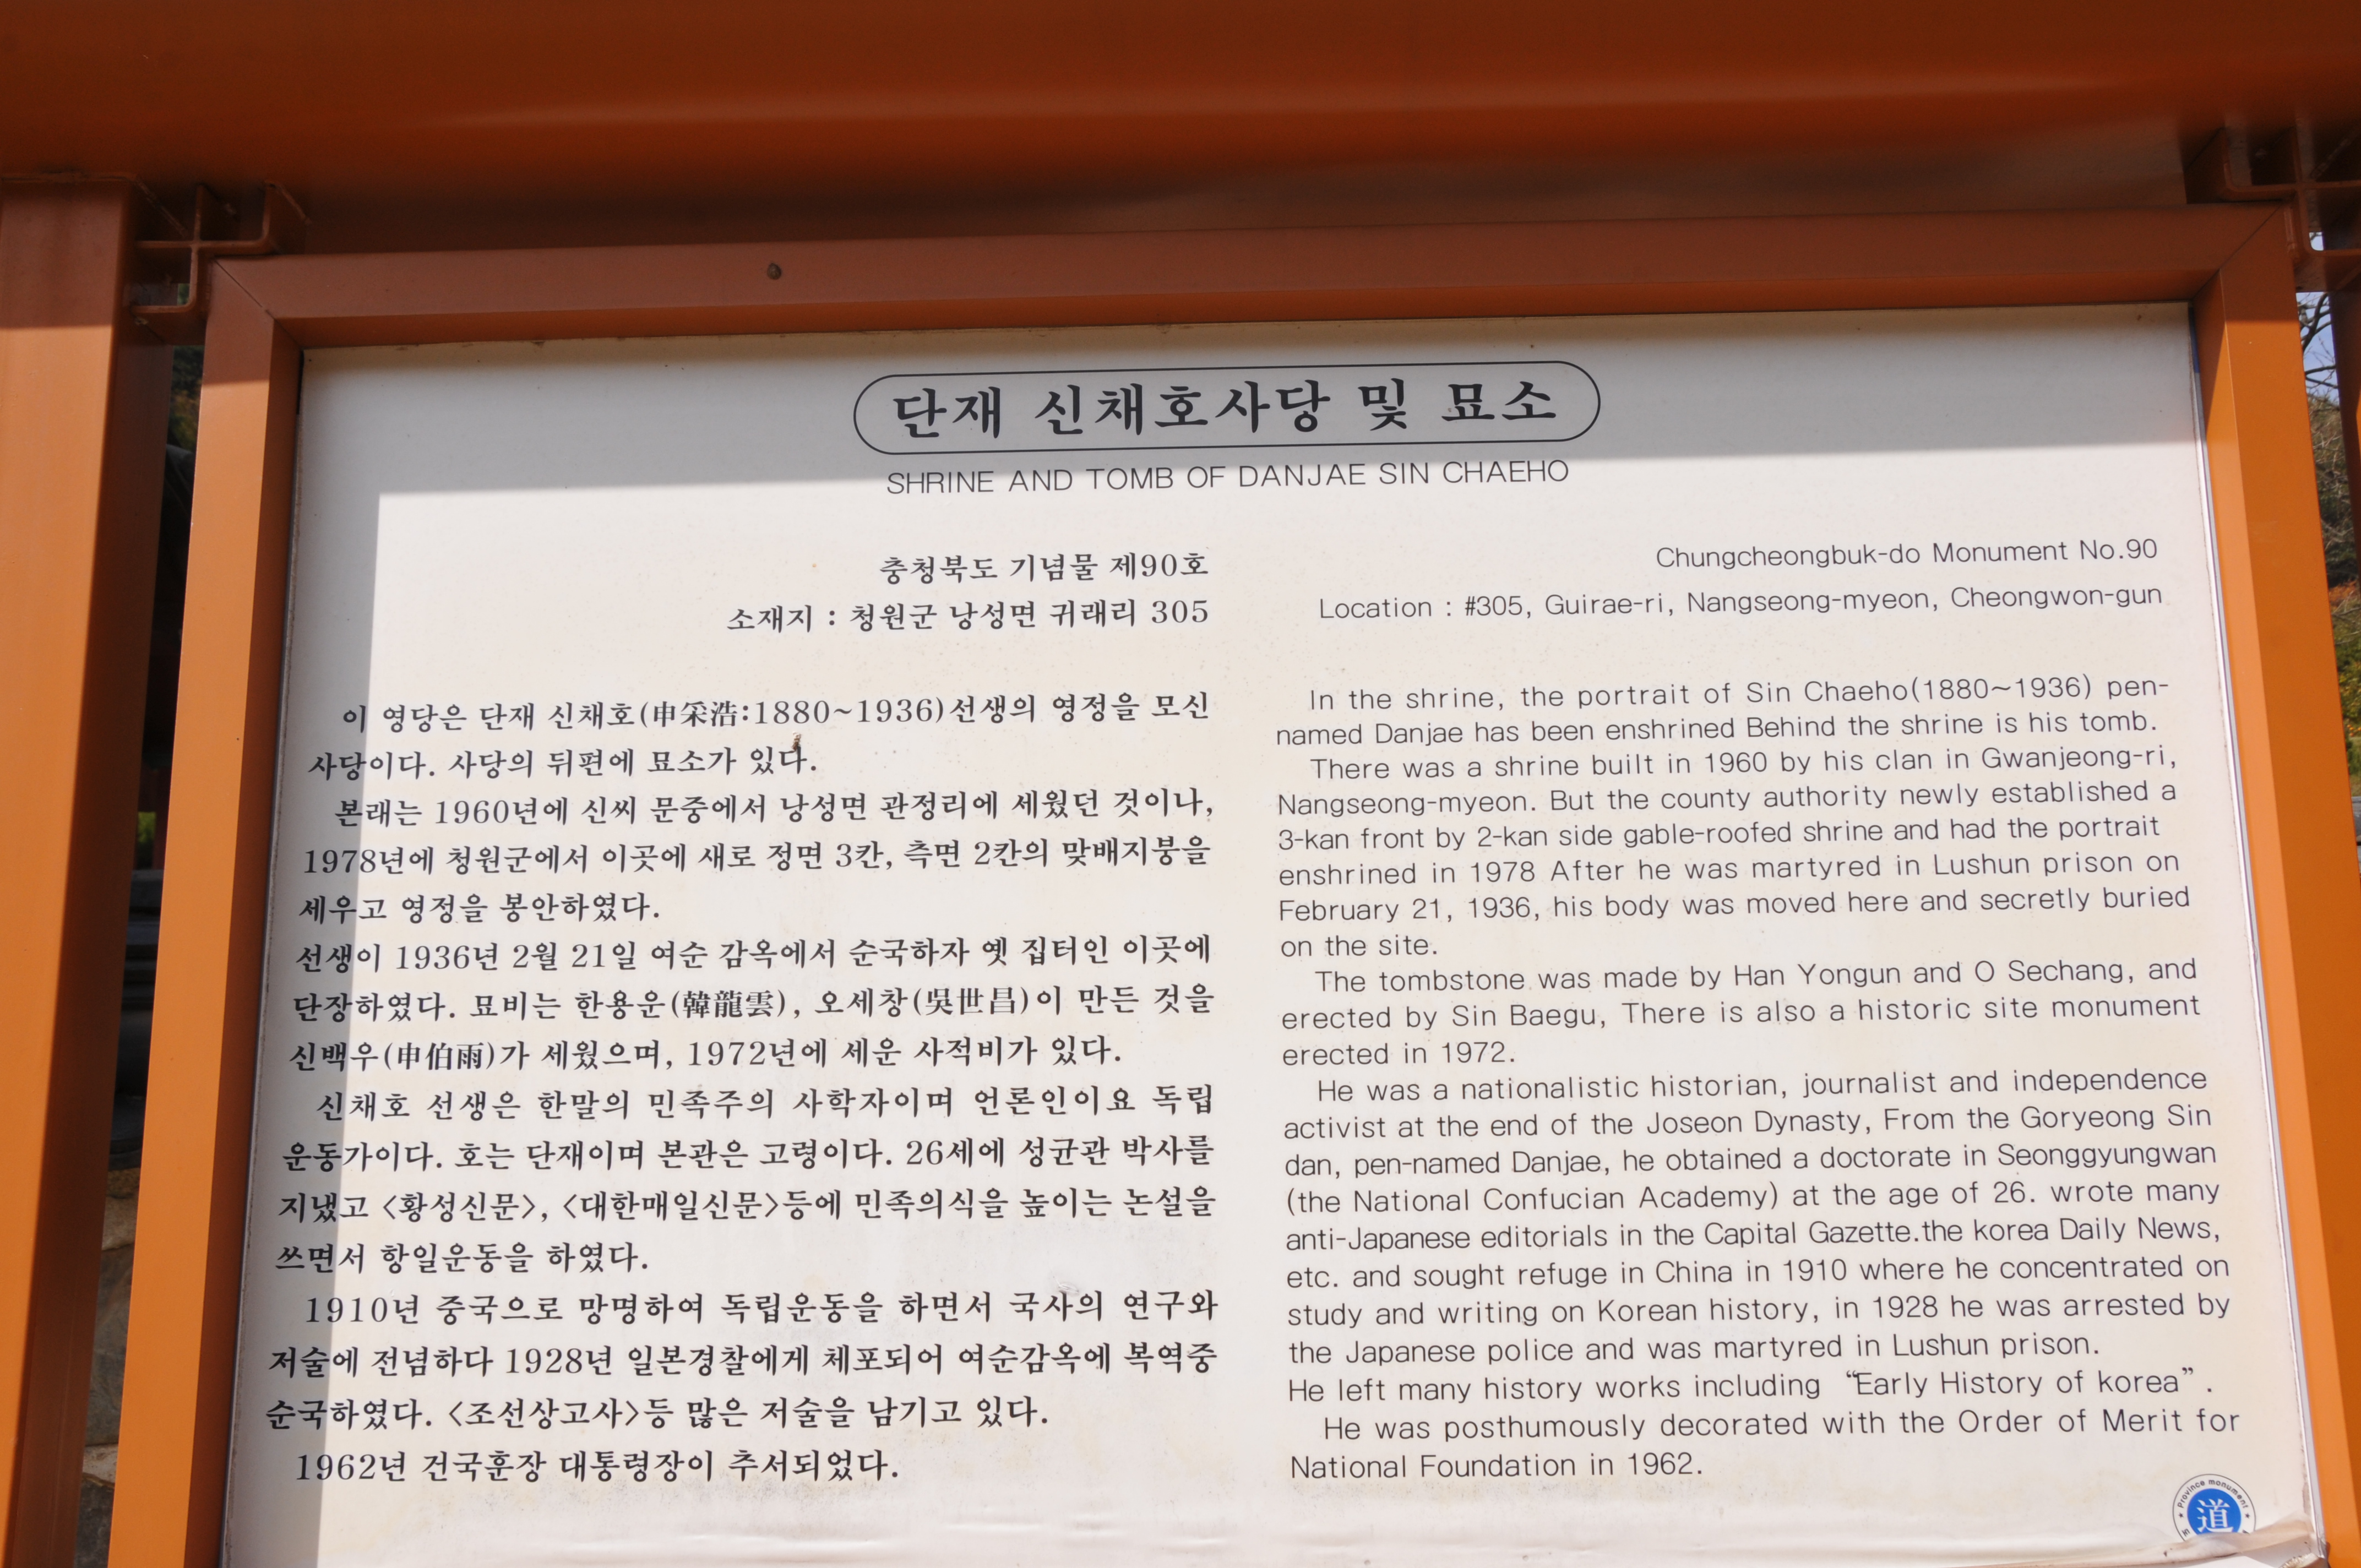 단재 신채호사당 및 묘소
SHRINE AND TOMB OF DANJAE SIN CHAEHO
충청북도 기념물 제90호
소재지 : 청원군 낭성면 귀래리 305
이 영당은 단재 신채호(申采浩:1880~1936)선생의 영정을 모신
사당이다. 사당의 뒤편에 묘소가 있다.
본래는 1960년에 신씨 문중에서 낭성면 관정리에 세웠던 것이나,
1978년에 청원군에서 이곳에 새로 정면 3칸, 측면 2칸의 맞배지붕을
세우고 영정을 봉안하였다.
선생이 1936년 2월 21일 여순 감옥에서 순국하자 옛 집터인 이곳에
단장하였다. 묘비는 한용운(韓龍雲), 오세창(吳世昌)이 만든 것을
신백우(申伯雨)가 세웠으며, 1972년에 세운 사적비가 있다.
신채호 선생은 한말의 민족주의 사학자이며 언론인이요 독립
운동가이다. 호는 단재이며 본관은 고령이다. 26세에 성균관 박사를
지냈고 〈황성신문〉, 〈대한매일신문〉등에 민족의식을 높이는 논설을
쓰면서 항일운동을 하였다.
1910년 중국으로 망명하여 독립운동을 하면서 국사의 연구와
저술에 전념하다 1928년 일본경찰에게 체포되어 여순감옥에 복역중
순국하였다. 〈조선상고사〉등 많은 저술을 남기고 있다.
1962년 건국훈장 대통령장이 추서되었다.
Chungcheongbuk-do Monument No.90
Location : #305, Guirae-ri, Nangseong-myeon, Cheongwon-gun
In the shrine, the portrait of Sin Chaeho(1880~1936) pen-
named Danjae has been enshrined Behind the shrine is his tomb.
There was a shrine built in 1960 by his clan in Gwanjeong-ri,
Nangseong-myeon. But the county authority newly established a
3-kan front by 2-kan side gable-roofed shrine and had the portrait
enshrined in 1978 After he was martyred in Lushun prison on
February 21, 1936, his body was moved here and secretly buried
on the site.
The tombstone was made by Han Yongun and O Sechang, and
erected by Sin Baegu, There is also a historic site monument
erected in 1972.
He was a nationalistic historian, journalist and independence
activist at the end of the Joseon Dynasty, From the Goryeong Sin
dan, pen-named Danjae, he obtained a doctorate in Seonggyungwan
(the National Confucian Academy) at the age of 26. wrote many
anti-Japanese editorials in the Capital Gazette.the korea Daily News,
etc. and sought refuge in China in 1910 where he concentrated on
study and writing on Korean history, in 1928 he was arrested by
the Japanese police and was martyred in Lushun prison.
He left many history works including “Early History of korea”.
He was posthumously decorated with the Order of Merit for
National Foundation in 1962.
Province monument
道